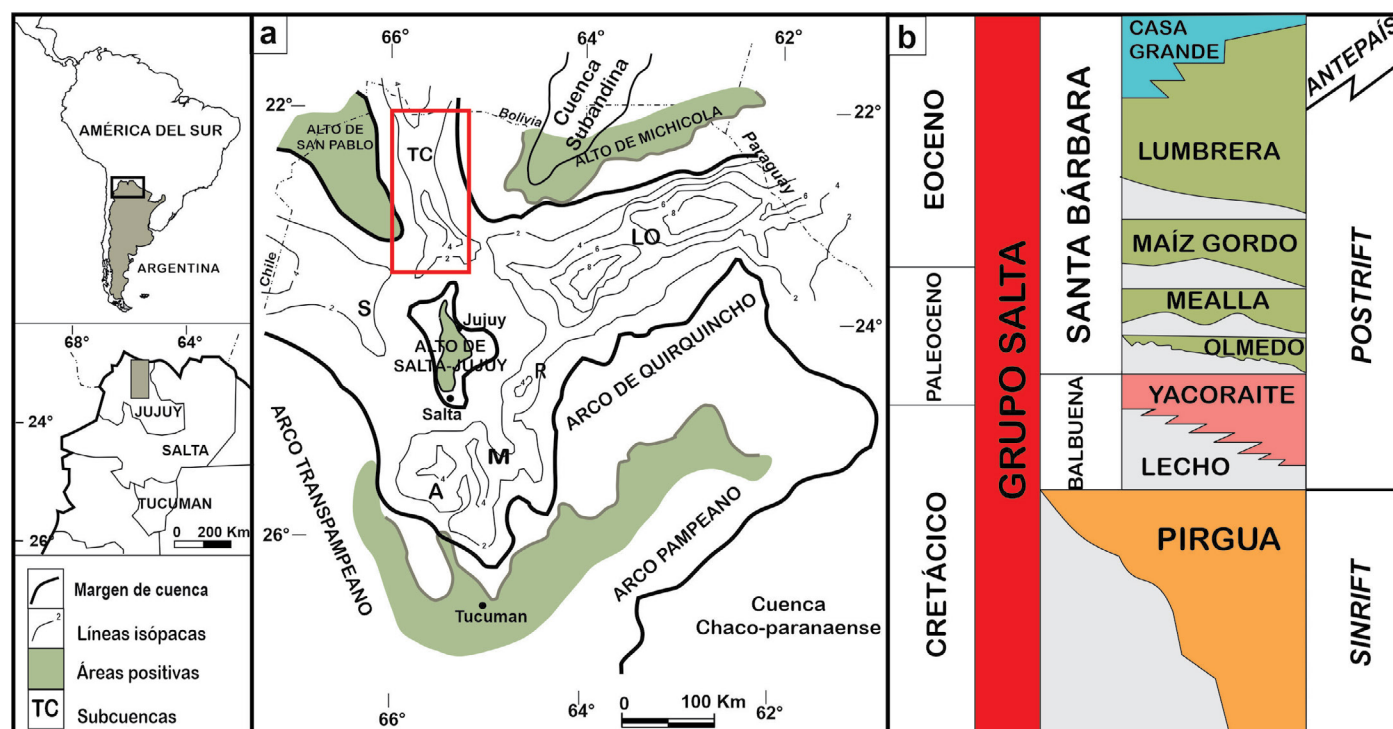 AMÉRICA DEL SUR
ARGENTINA
68°
64°
24°
26°
JUJUY
SALTA
TUCUMAN
0 200 Km
Margen de cuenca
2
Líneas isópacas
Áreas positivas
TC
Subcuencas
a
66°
64°
62°
22°
22°
ALTO DE
SAN PABLO
TC
Bolivia
Cuenca
Subandina
ALTO DE MICHICOLA
Paraguay
Chile
LO
S
Jujuy
ALTO DE
SALTA-JUJUY
24°
R
Salta
ARCO DE QUIRQUINCHO
ARCO TRANSPAMPEANO
M
A
26°
ARCO PAMPEANO
Tucuman
Cuenca
Chaco-paranaense
0 100 Km
66°
64°
62°
b
CASA
GRANDE
ANTEPAÍS
EOCENO
LUMBRERA
SANTA BÁRBARA
MAÍZ GORDO
MEALLA
OLMEDO
PALEOCENO
GRUPO SALTA
POSTRIFT
YACORAITE
BALBUENA
LECHO
CRETÁCICO
PIRGUA
SINRIFT